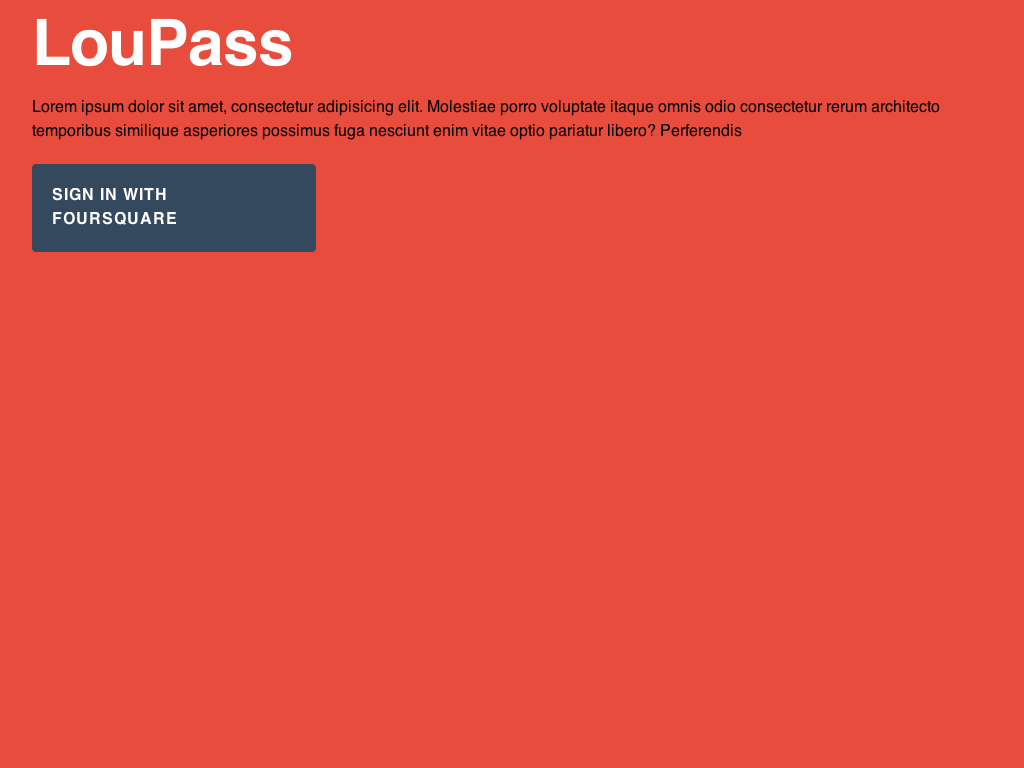 LouPass
Lorem ipsum dolor sit amet, consectetur adipisicing elit. Molestiae porro voluptate itaque omnis odio consectetur rerum architecto
temporibus similique asperiores possimus fuga nesciunt enim vitae optio pariatur libero? Perferendis
SIGN IN WITH
FOURSQUARE